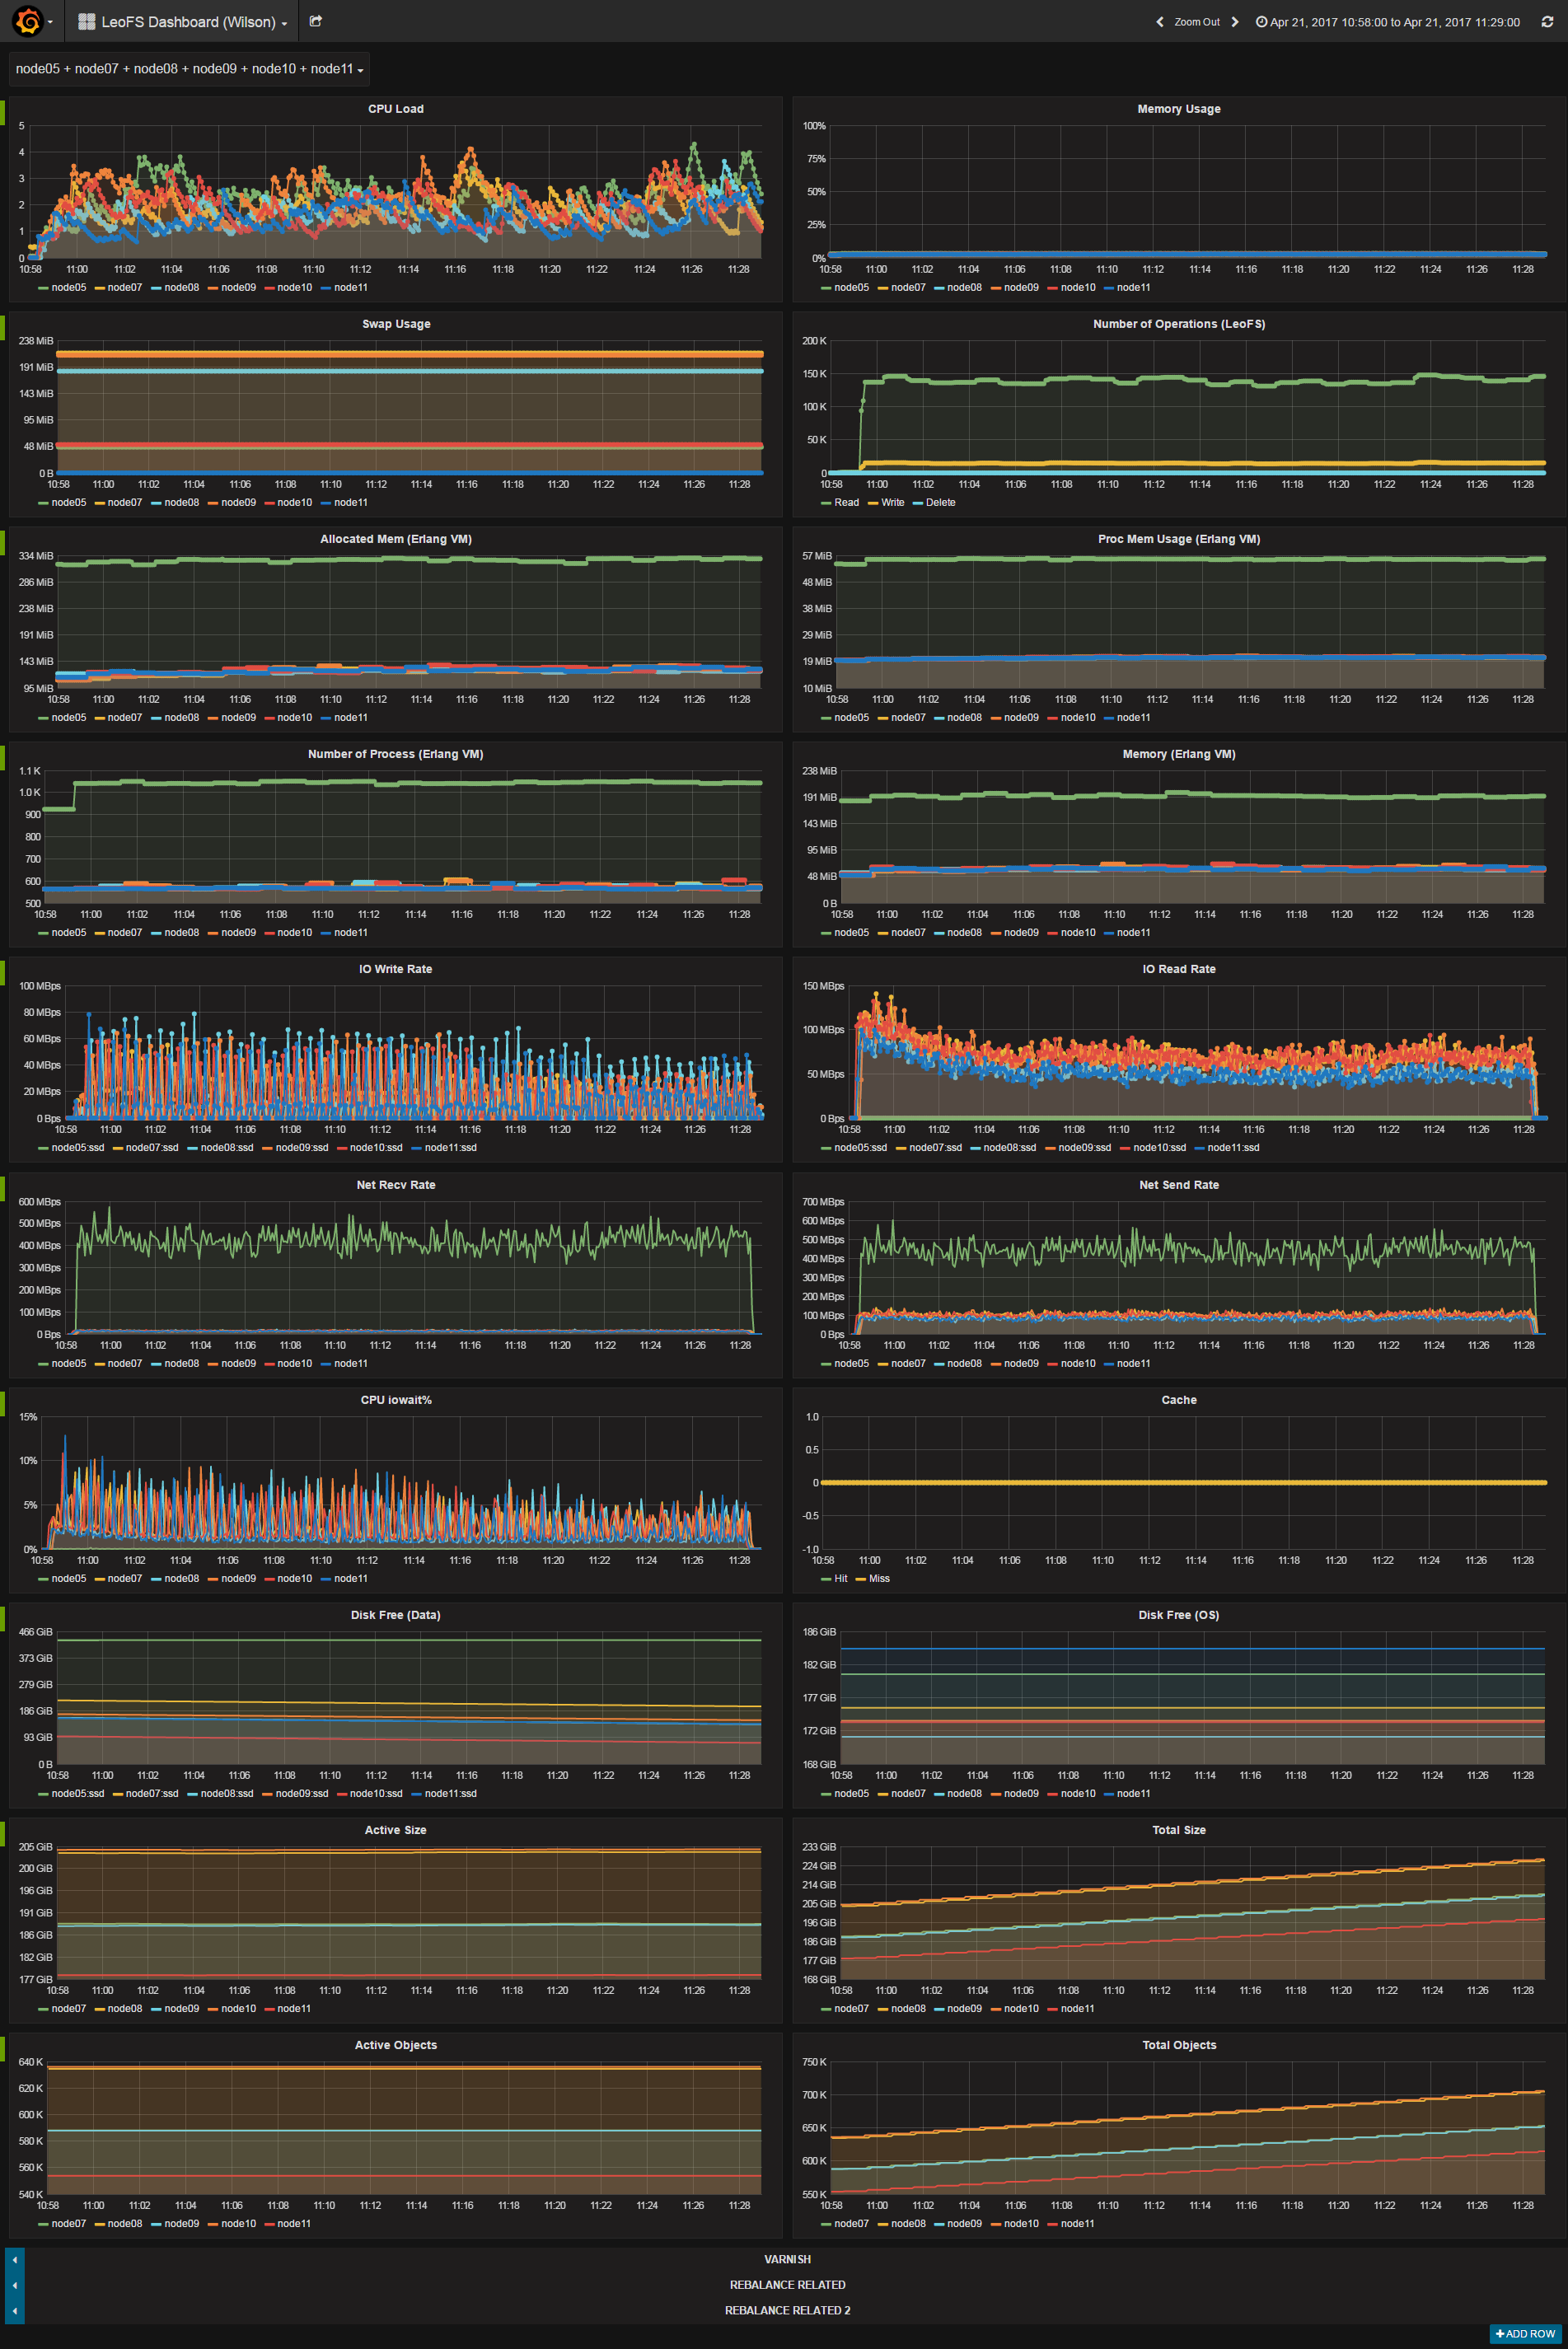 LeoFS Dashboard (Wilson)
Zoom Out
Apr 21, 2017 10:58:00 to Apr 21, 2017 11:29:00
node05 + node07 + node08 + node09 + node10 + node11
CPU Load
5
4
3
2
1
0
10:58 11:00 11:02 11:04 11:06 11:08 11:10 11:12 11:14 11:16 11:18 11:20 11:22 11:24 11:26 11:28
node05 node07 node08 node09 node10 node11
Memory Usage
100%
75%
50%
25%
0%
10:58 11:00 11:02 11:04 11:06 11:08 11:10 11:12 11:14 11:16 11:18 11:20 11:22 11:24 11:26 11:28
node05 node07 node08 node09 node10 node11
Swap Usage
238 MiB
191 MiB
143 MiB
95 MiB
48 MiB
0 B
10:58 11:00 11:02 11:04 11:06 11:08 11:10 11:12 11:14 11:16 11:18 11:20 11:22 11:24 11:26 11:28
node05 node07 node08 node09 node10 node11
Number of Operations (LeoFS)
200 K
150 K
100 K
50 K
0
10:58 11:00 11:02 11:04 11:06 11:08 11:10 11:12 11:14 11:16 11:18 11:20 11:22 11:24 11:26 11:28
Read Write Delete
Allocated Mem (Erlang VM)
334 MiB
286 MiB
238 MiB
191 MiB
143 MiB
95 MiB
10:58 11:00 11:02 11:04 11:06 11:08 11:10 11:12 11:14 11:16 11:18 11:20 11:22 11:24 11:26 11:28
node05 node07 node08 node09 node10 node11
Proc Mem Usage (Erlang VM)
57 MiB
48 MiB
38 MiB
29 MiB
19 MiB
10 MiB
10:58 11:00 11:02 11:04 11:06 11:08 11:10 11:12 11:14 11:16 11:18 11:20 11:22 11:24 11:26 11:28
node05 node07 node08 node09 node10 node11
Number of Process (Erlang VM)
1.1 K
1.0 K
900
800
700
600
500
10:58 11:00 11:02 11:04 11:06 11:08 11:10 11:12 11:14 11:16 11:18 11:20 11:22 11:24 11:26 11:28
node05 node07 node08 node09 node10 node11
Memory (Erlang VM)
238 MiB
191 MiB
143 MiB
95 MiB
48 MiB
0 B
10:58 11:00 11:02 11:04 11:06 11:08 11:10 11:12 11:14 11:16 11:18 11:20 11:22 11:24 11:26 11:28
node05 node07 node08 node09 node10 node11
IO Write Rate
100 MBps
80 MBps
60 MBps
40 MBps
20 MBps
0 Bps
10:58 11:00 11:02 11:04 11:06 11:08 11:10 11:12 11:14 11:16 11:18 11:20 11:22 11:24 11:26 11:28
node05:ssd node07:ssd node08:ssd node09:ssd node10:ssd node11:ssd
IO Read Rate
150 MBps
100 MBps
50 MBps
0 Bps
10:58 11:00 11:02 11:04 11:06 11:08 11:10 11:12 11:14 11:16 11:18 11:20 11:22 11:24 11:26 11:28
node05:ssd node07:ssd node08:ssd node09:ssd node10:ssd node11:ssd
Net Recv Rate
600 MBps
500 MBps
400 MBps
300 MBps
200 MBps
100 MBps
0 Bps
10:58 11:00 11:02 11:04 11:06 11:08 11:10 11:12 11:14 11:16 11:18 11:20 11:22 11:24 11:26 11:28
node05 node07 node08 node09 node10 node11
Net Send Rate
700 MBps
600 MBps
500 MBps
400 MBps
300 MBps
200 MBps
100 MBps
0 Bps
10:58 11:00 11:02 11:04 11:06 11:08 11:10 11:12 11:14 11:16 11:18 11:20 11:22 11:24 11:26 11:28
node05 node07 node08 node09 node10 node11
CPU iowait%
15%
10%
5%
0%
10:58 11:00 11:02 11:04 11:06 11:08 11:10 11:12 11:14 11:16 11:18 11:20 11:22 11:24 11:26 11:28
node05 node07 node08 node09 node10 node11
Cache
1.0
0.5
0
-0.5
-1.0
10:58 11:00 11:02 11:04 11:06 11:08 11:10 11:12 11:14 11:16 11:18 11:20 11:22 11:24 11:26 11:28
Hit Miss
Disk Free (Data)
466 GiB
373 GiB
279 GiB
186 GiB
93 GiB
0 B
10:58 11:00 11:02 11:04 11:06 11:08 11:10 11:12 11:14 11:16 11:18 11:20 11:22 11:24 11:26 11:28
node05:ssd node07:ssd node08:ssd node09:ssd node10:ssd node11:ssd
Disk Free (OS)
186 GiB
182 GiB
177 GiB
172 GiB
168 GiB
10:58 11:00 11:02 11:04 11:06 11:08 11:10 11:12 11:14 11:16 11:18 11:20 11:22 11:24 11:26 11:28
node05 node07 node08 node09 node10 node11
Active Size
205 GiB
200 GiB
196 GiB
191 GiB
186 GiB
182 GiB
177 GiB
10:58 11:00 11:02 11:04 11:06 11:08 11:10 11:12 11:14 11:16 11:18 11:20 11:22 11:24 11:26 11:28
node07 node08 node09 node10 node11
Total Size
233 GiB
224 GiB
214 GiB
205 GiB
196 GiB
186 GiB
177 GiB
168 GiB
10:58 11:00 11:02 11:04 11:06 11:08 11:10 11:12 11:14 11:16 11:18 11:20 11:22 11:24 11:26 11:28
node07 node08 node09 node10 node11
Active Objects
640 K
620 K
600 K
580 K
560 K
540 K
10:58 11:00 11:02 11:04 11:06 11:08 11:10 11:12 11:14 11:16 11:18 11:20 11:22 11:24 11:26 11:28
node07 node08 node09 node10 node11
Total Objects
750 K
700 K
650 K
600 K
550 K
10:58 11:00 11:02 11:04 11:06 11:08 11:10 11:12 11:14 11:16 11:18 11:20 11:22 11:24 11:26 11:28
node07 node08 node09 node10 node11
VARNISH
REBALANCE RELATED
REBALANCE RELATED 2
+ADD ROW